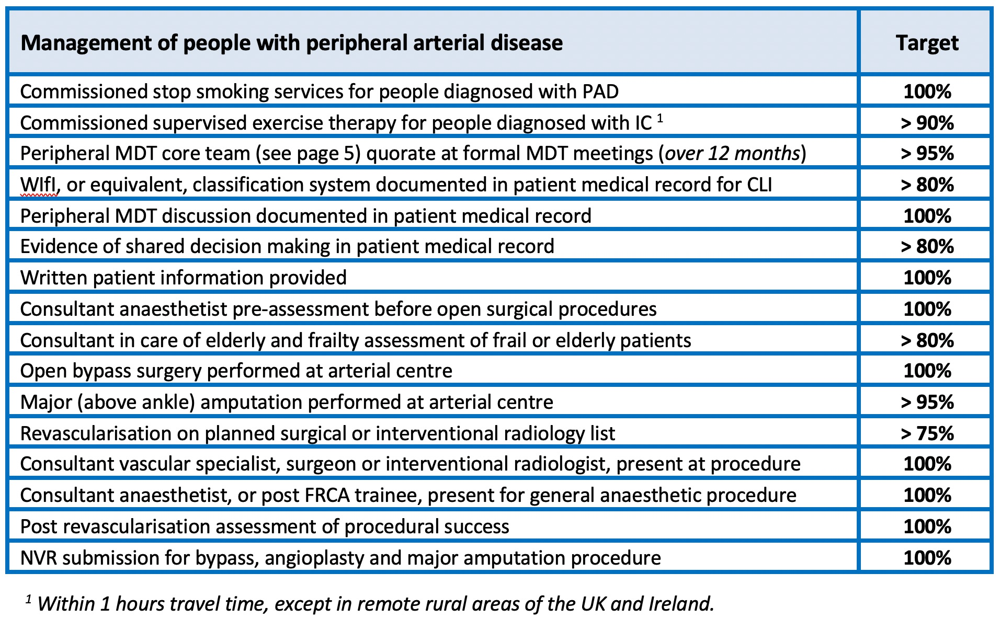 Management of people with peripheral arterial disease Target
Commissioned stop smoking services for people diagnosed with PAD 100%
Commissioned supervised exercise therapy for people diagnosed with IC 1 > 90%
Peripheral MDT core team (see page 5) quorate at formal MDT meetings (over 12 months) > 95%
WIfI, or equivalent, classification system documented in patient medical record for CLI > 80%
Peripheral MDT discussion documented in patient medical record 100%
Evidence of shared decision making in patient medical record > 80%
Written patient information provided 100%
Consultant anaesthetist pre-assessment before open surgical procedures 100%
Consultant in care of elderly and frailty assessment of frail or elderly patients > 80%
Open bypass surgery performed at arterial centre 100%
Major (above ankle) amputation performed at arterial centre > 95%
Revascularisation on planned surgical or interventional radiology list > 75%
Consultant vascular specialist, surgeon or interventional radiologist, present at procedure 100%
Consultant anaesthetist, or post FRCA trainee, present for general anaesthetic procedure 100%
Post revascularisation assessment of procedural success 100%
NVR submission for bypass, angioplasty and major amputation procedure 100%
1 Within 1 hours travel time, except in remote rural areas of the UK and Ireland.